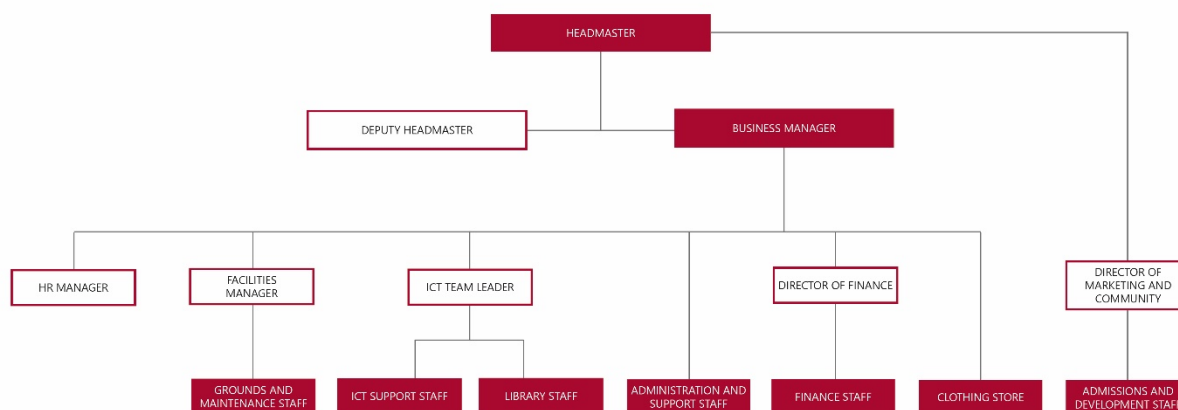 HEADMASTER
DEPUTY HEADMASTER
BUSINESS MANAGER
HR MANAGER
FACILITIES
MANAGER
ICT TEAM LEADER
DIRECTOR OF FINANCE
DIRECTOR OF
MARKETING AND
COMMUNITY
GROUNDS AND
MAINTENANCE STAFF
ICT SUPPORT STAFF
LIBRARY STAFF
ADMINISTRATION AND
SUPPORT STAFF
FINANCE STAFF
CLOTHING STORE
ADMISSIONS AND
DEVELOPMENT STAFF